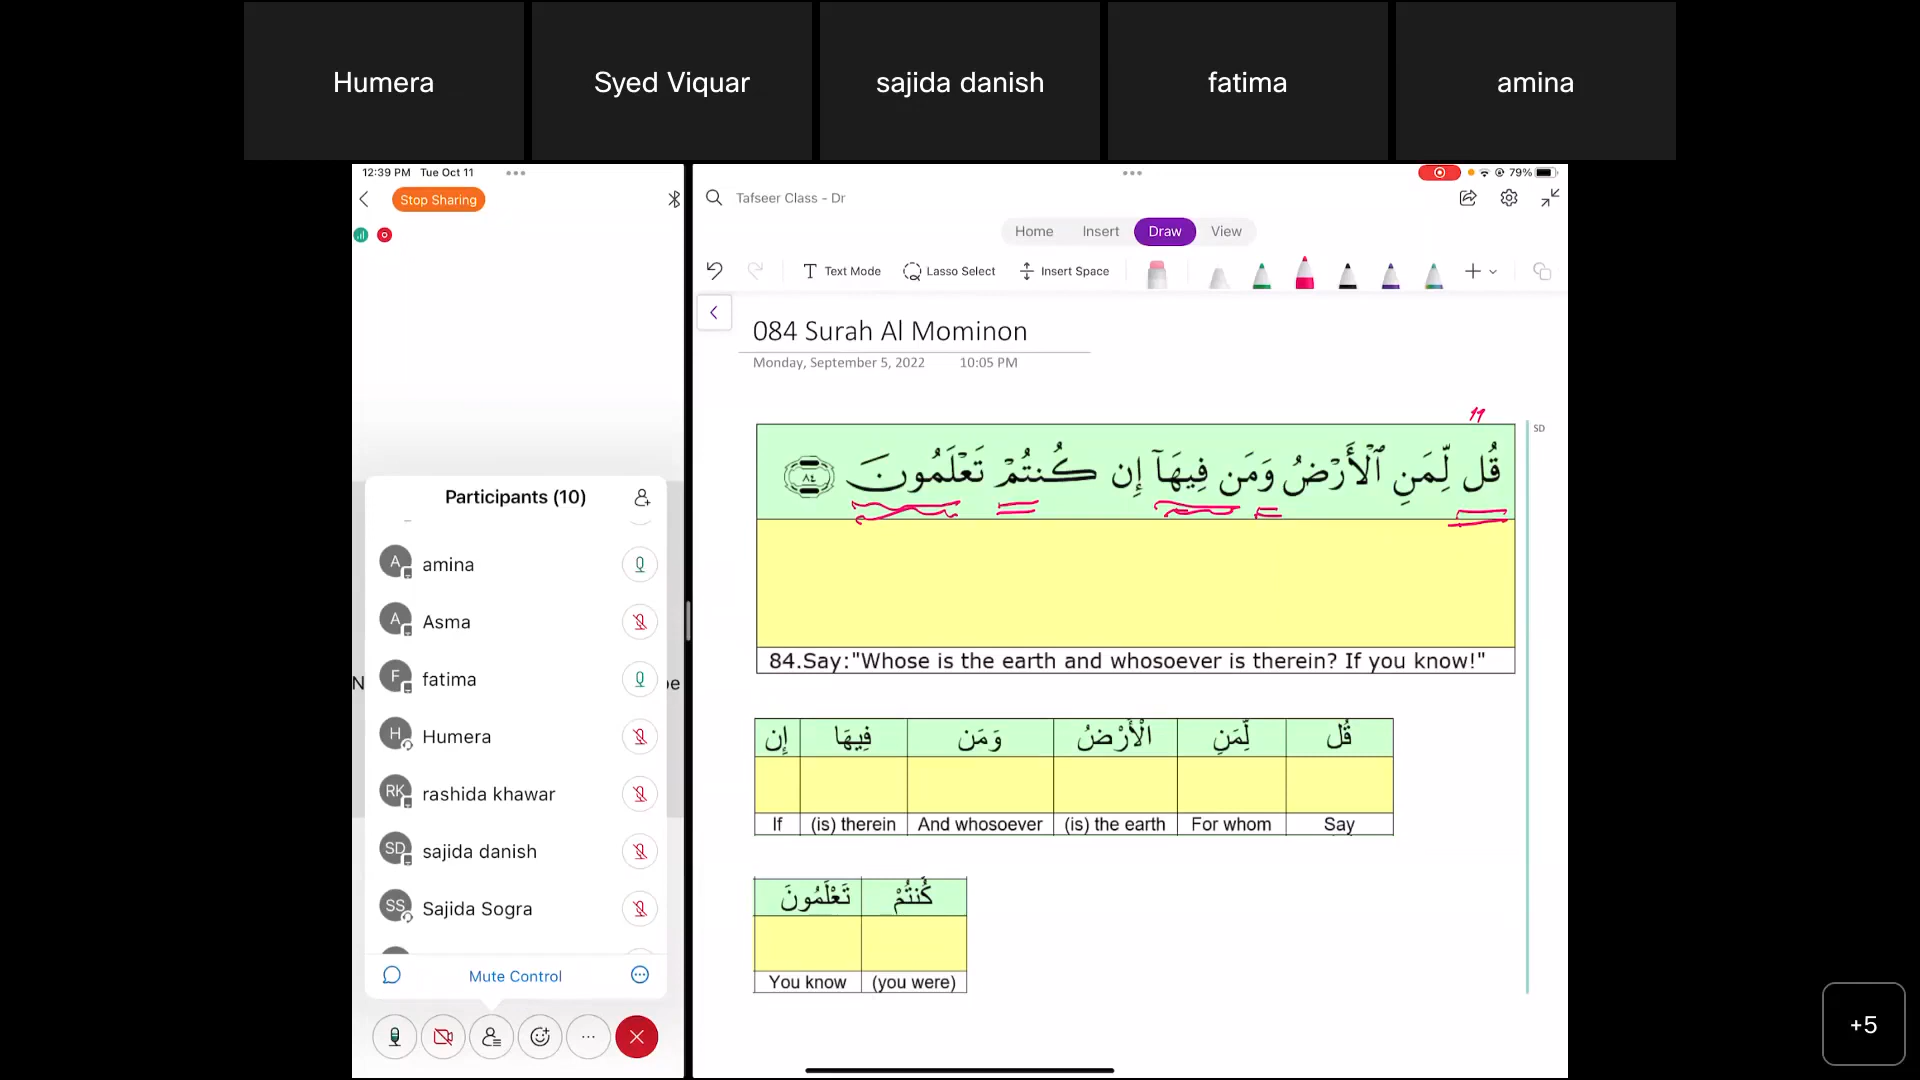 Humera
Syed Viquar
sajida danish
fatima
amina
12:39 PM Tue Oct 11
Stop Sharing
Participants (10)
amina
Asma
fatima
Humera
rashida khawar
sajida danish
Sajida Sogra
Mute Control
79%
Tafseer Class - Dr
Home Insert Draw View
Text Mode Lasso Select Insert Space
084 Surah Al Mominon
Monday, September 5, 2022 10:05 PM
SD
قُل لِّمَنِ ٱلْأَرْضُ وَمَن فِيهَآ إِن كُنتُمْ تَعْلَمُونَ ٨٤
84.Say:"Whose is the earth and whosoever is therein? If you know!"
قُل لِّمَنِ الْأَرْضُ وَمَن فِيهَا إِن
If (is) therein And whosoever (is) the earth For whom Say
كُنتُمْ تَعْلَمُونَ
You know (you were)
+5